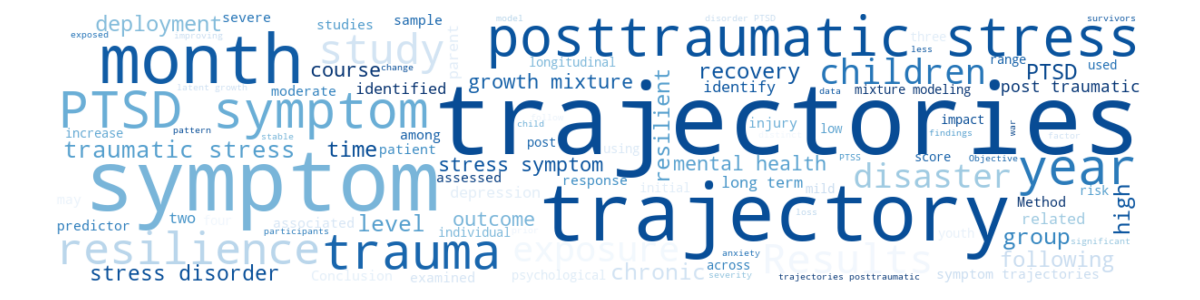 deployment
severe
studies
sample
model
disorder PTSD
survivors
exposed
improving
month
study
parent
posttraumatic stress
three
less
longitudinal
course
change
growth mixture
recovery
children
range
PTSD
used
latent growth
moderate
identified
resilient
identify
data
mixture modeling
post traumatic
PTSD symptom
trajectories
increase
pattern
stable
among
child
injury
low
impact
findings
war
factor
traumatic stress
time
patient
post
using
symptom
stress symptom
mental health
PTSS
score
Objective
year
assessed
response
disaster
may
depression
initial
long term
mild
risk
predictor
two
four
associated
level
outcome
trajectory
loss
Method
related
high
participants
individual
youth
group
significant
resilience
trauma
exposure
Results
following
anxiety
stress disorder
Conclusion
examined
psychological
chronic
across
severity
trajectories posttraumatic
symptom trajectories